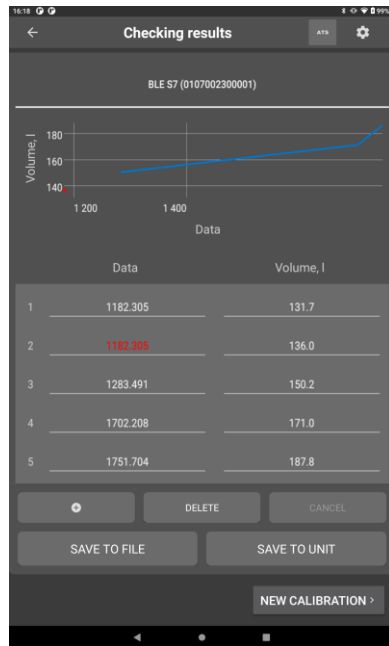 16:18 99%
Checking results ATS
BLE S7 (0107002300001)
Volume, l
180
160
140
1 200 1 400
Data
Data Volume, l
1 1182.305 131.7
2 1182.305 136.0
3 1283.491 150.2
4 1702.208 171.0
5 1751.704 187.8
DELETE CANCEL
SAVE TO FILE SAVE TO UNIT
NEW CALIBRATION >